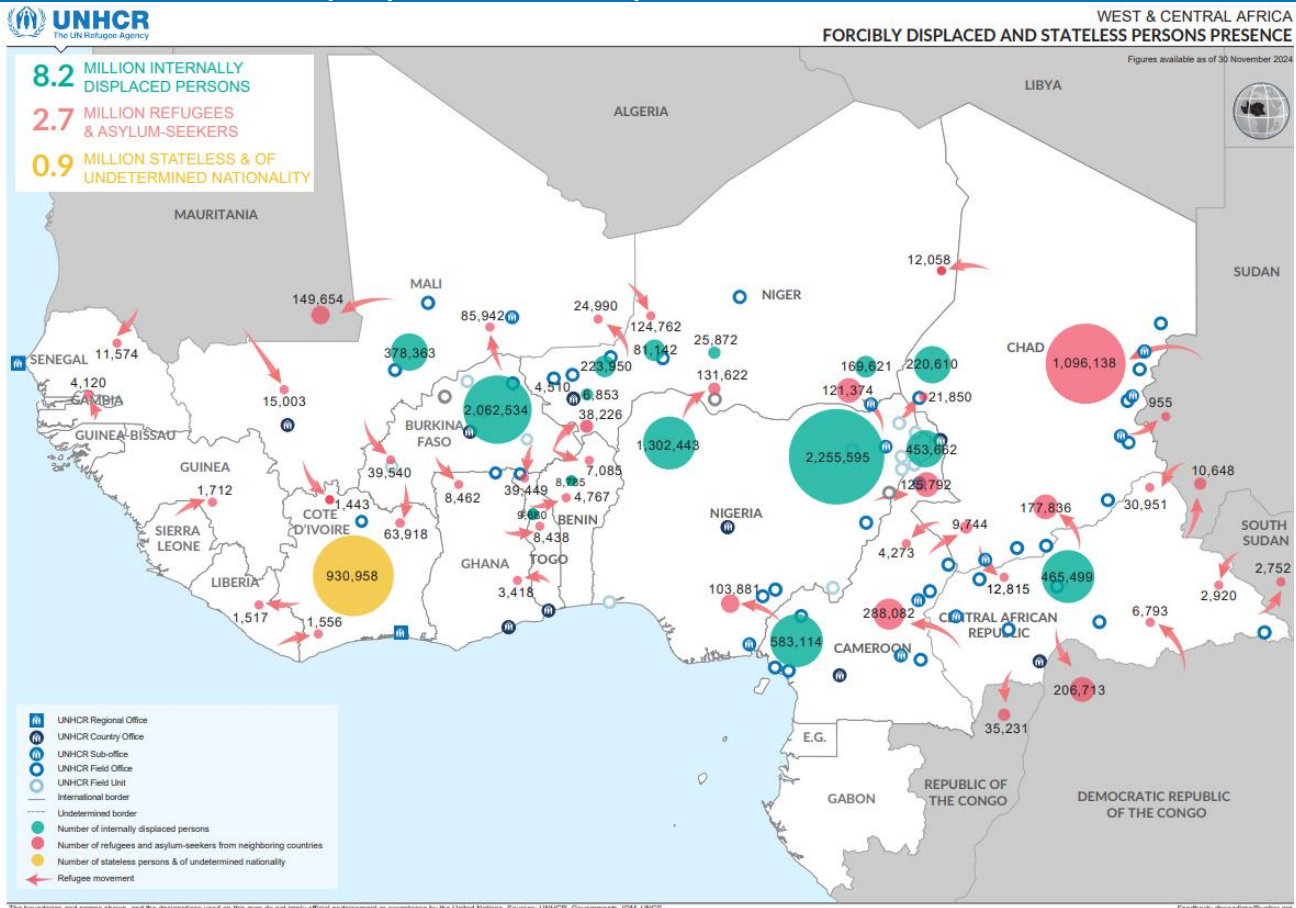 UNHCR
The UN Refugee Agency
WEST & CENTRAL AFRICA
FORCIBLY DISPLACED AND STATELESS PERSONS PRESENCE
Figures available as of 30 November 2024
8.2 MILLION INTERNALLY
DISPLACED PERSONS
2.7 MILLION REFUGEES
& ASYLUM-SEEKERS
0.9 MILLION STATELESS & OF
UNDETERMINED NATIONALITY
ALGERIA
LIBYA
MAURITANIA
SUDAN
MALI
NIGER
CHAD
12,058
149,654
85,942
24,990
124,762
25,872
11,574
SENEGAL
378,363
81,142
223,950
169,621
220,610
1,096,138
4,120
GAMBIA
15,003
4,510
6,853
131,622
121,374
21,850
955
2,062,534
38,226
BURKINA
FASO
GUINEA-BISSAU
1,302,443
2,255,595
453,662
GUINEA
39,540
7,085
10,648
1,712
8,462
39,449
8,785
4,767
125,792
30,951
1,443
COTE
D'IVOIRE
63,918
9,680
8,438
BENIN
NIGERIA
177,836
9,744
4,273
SIERRA
LEONE
SOUTH
SUDAN
GHANA
TOGO
LIBERIA
930,958
3,418
103,881
12,815
465,499
2,920
2,752
1,517
1,556
288,082
6,793
CENTRAL AFRICAN
REPUBLIC
583,114
CAMEROON
206,713
35,231
E.G.
GABON
REPUBLIC OF
THE CONGO
DEMOCRATIC REPUBLIC
OF THE CONGO
UNHCR Regional Office
UNHCR Country Office
UNHCR Sub-office
UNHCR Field Office
UNHCR Field Unit
International border
Undetermined border
Number of internally displaced persons
Number of refugees and asylum-seekers from neighboring countries
Number of stateless persons & of undetermined nationality
Refugee movement